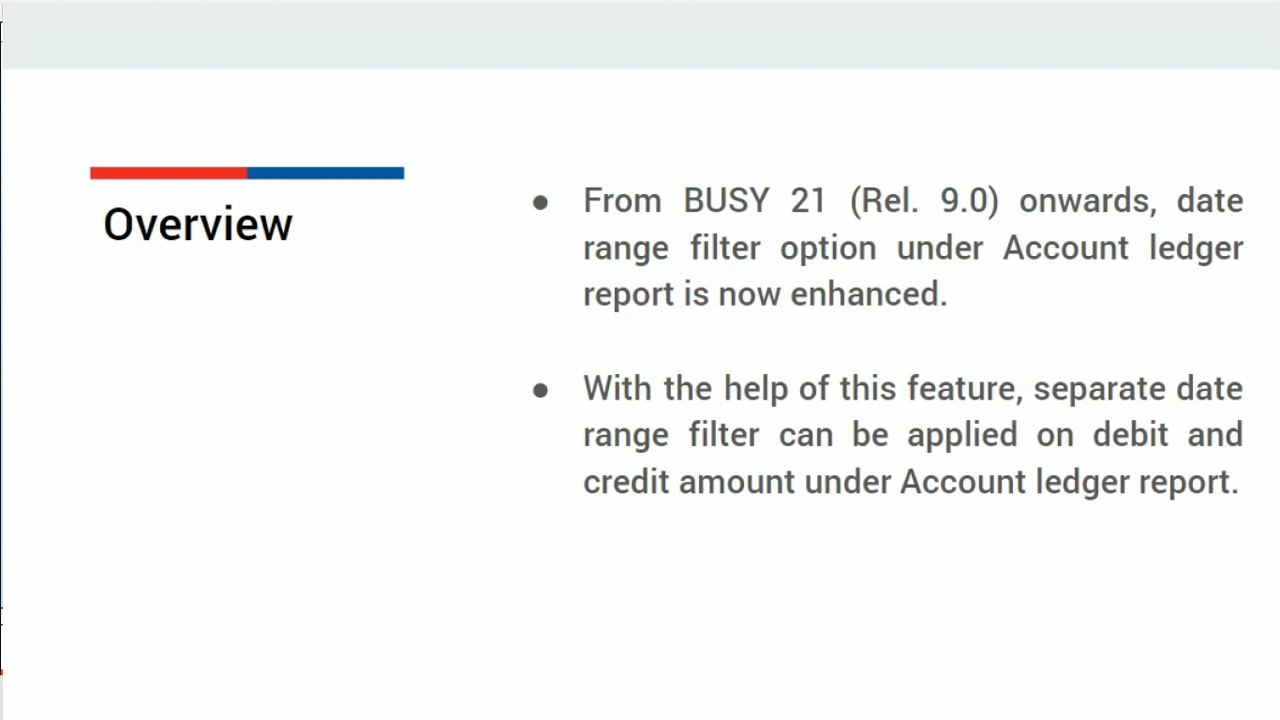 Overview
● From BUSY 21 (Rel. 9.0) onwards, date
range filter option under Account ledger
report is now enhanced.
● With the help of this feature, separate date
range filter can be applied on debit and
credit amount under Account ledger report.